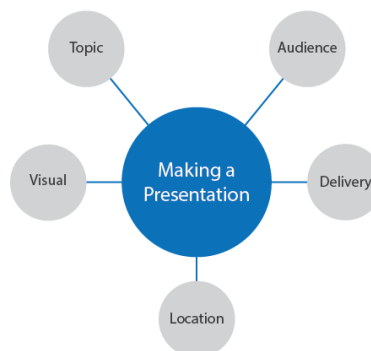 Topic
Audience
Making a
Presentation
Visual
Delivery
Location